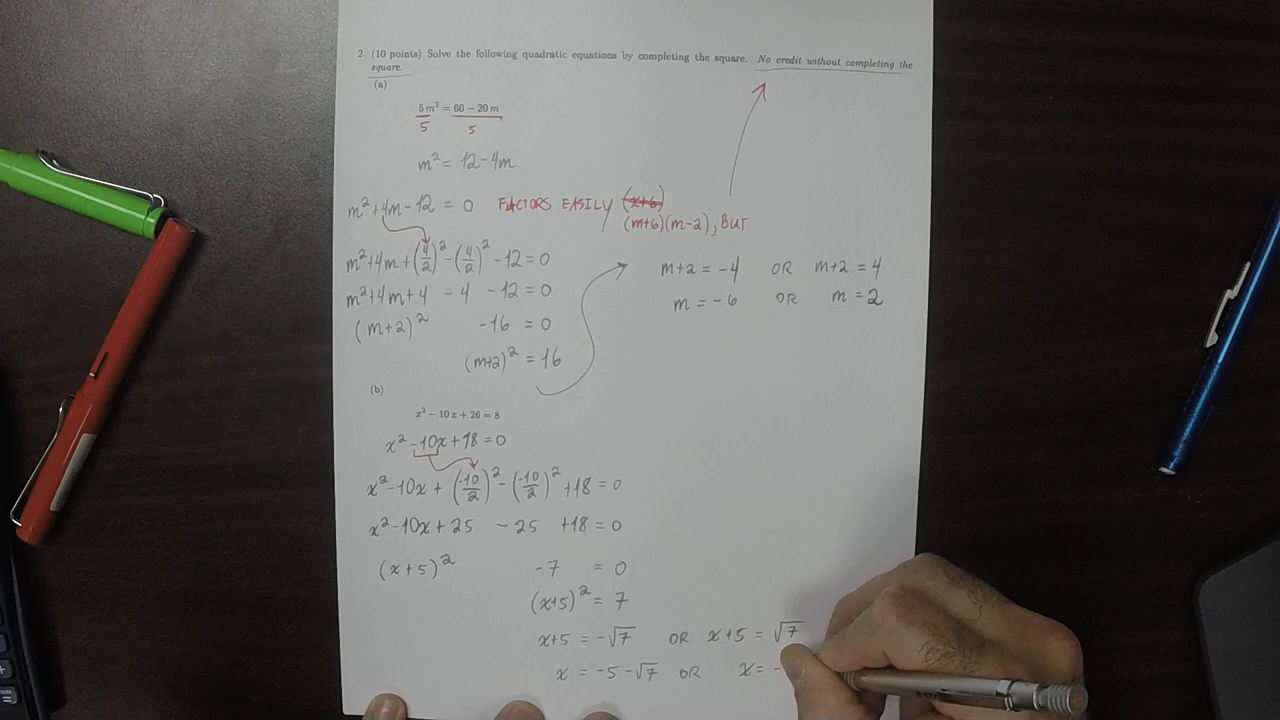 2. (10 points) Solve the following quadratic equations by completing the square. No credit without completing the
square.
(a)
5m² = 60 − 20m
5 5
m² = 12 - 4m
m² + 4m - 12 = 0 FACTORS EASILY (x+6)
(m+6)(m-2), BUT
m² + 4m + (4/2)² - (4/2)² - 12 = 0
m² + 4m + 4 - 4 - 12 = 0
(m+2)² -16 = 0
(m+2)² = 16
m+2 = -4 OR m+2 = 4
m = -6 OR m = 2
(b)
x² − 10x + 26 = 8
x² - 10x + 18 = 0
x² - 10x + (-10/2)² - (-10/2)² + 18 = 0
x² - 10x + 25 - 25 + 18 = 0
(x+5)² -7 = 0
(x+5)² = 7
x+5 = -√7 OR x+5 = √7
x = -5-√7 OR x = -